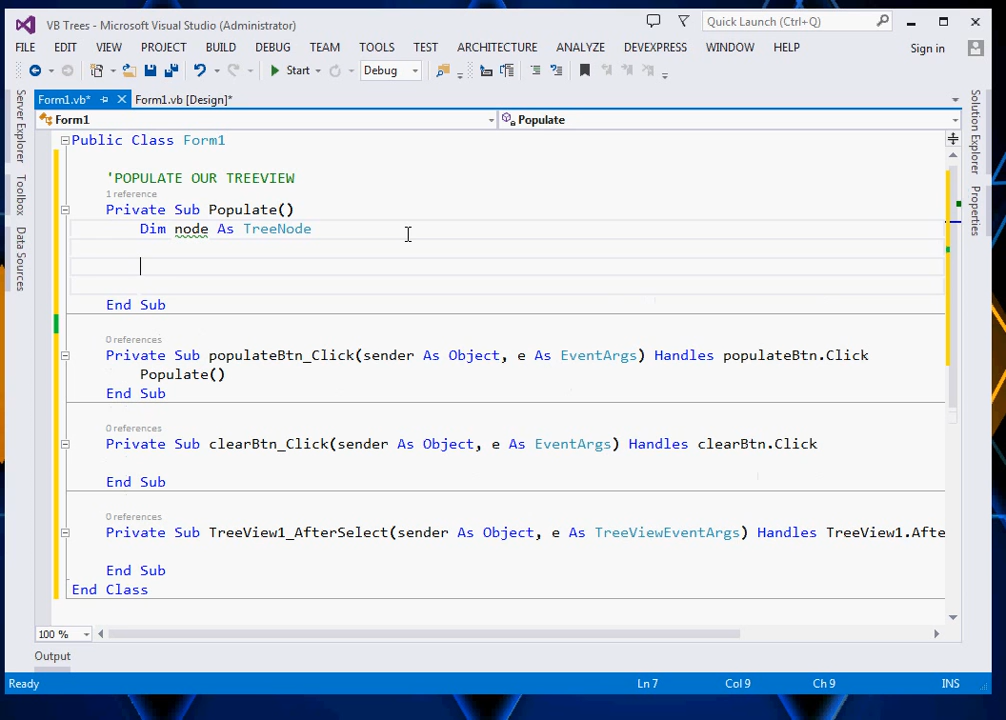 VB Trees - Microsoft Visual Studio (Administrator)
Quick Launch (Ctrl+Q)
FILE EDIT VIEW PROJECT BUILD DEBUG TEAM TOOLS TEST ARCHITECTURE ANALYZE DEVEXPRESS WINDOW HELP Sign in
Start Debug
Server Explorer
Toolbox
Data Sources
Form1.vb* Form1.vb [Design]*
Form1 Populate
Public Class Form1
'POPULATE OUR TREEVIEW
1 reference
Private Sub Populate()
Dim node As TreeNode
End Sub
0 references
Private Sub populateBtn_Click(sender As Object, e As EventArgs) Handles populateBtn.Click
Populate()
End Sub
0 references
Private Sub clearBtn_Click(sender As Object, e As EventArgs) Handles clearBtn.Click
End Sub
0 references
Private Sub TreeView1_AfterSelect(sender As Object, e As TreeViewEventArgs) Handles TreeView1.Afte
End Sub
End Class
Solution Explorer
Properties
100 %
Output
Ready Ln 7 Col 9 Ch 9 INS